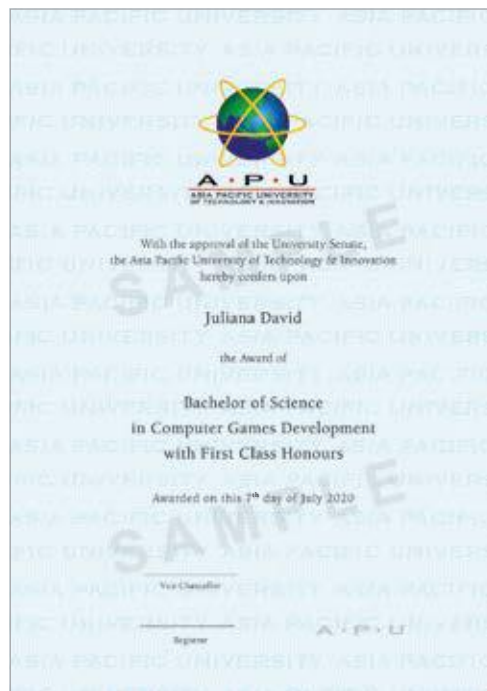 A·P·U
ASIA PACIFIC UNIVERSITY
OF TECHNOLOGY & INNOVATION
With the approval of the University Senate,
the Asia Pacific University of Technology & Innovation
hereby confers upon
Juliana David
the Award of
Bachelor of Science
in Computer Games Development
with First Class Honours
Awarded on this 7th day of July 2020
SAMPLE
SAMPLE
Vice Chancellor
Registrar
A·P·U